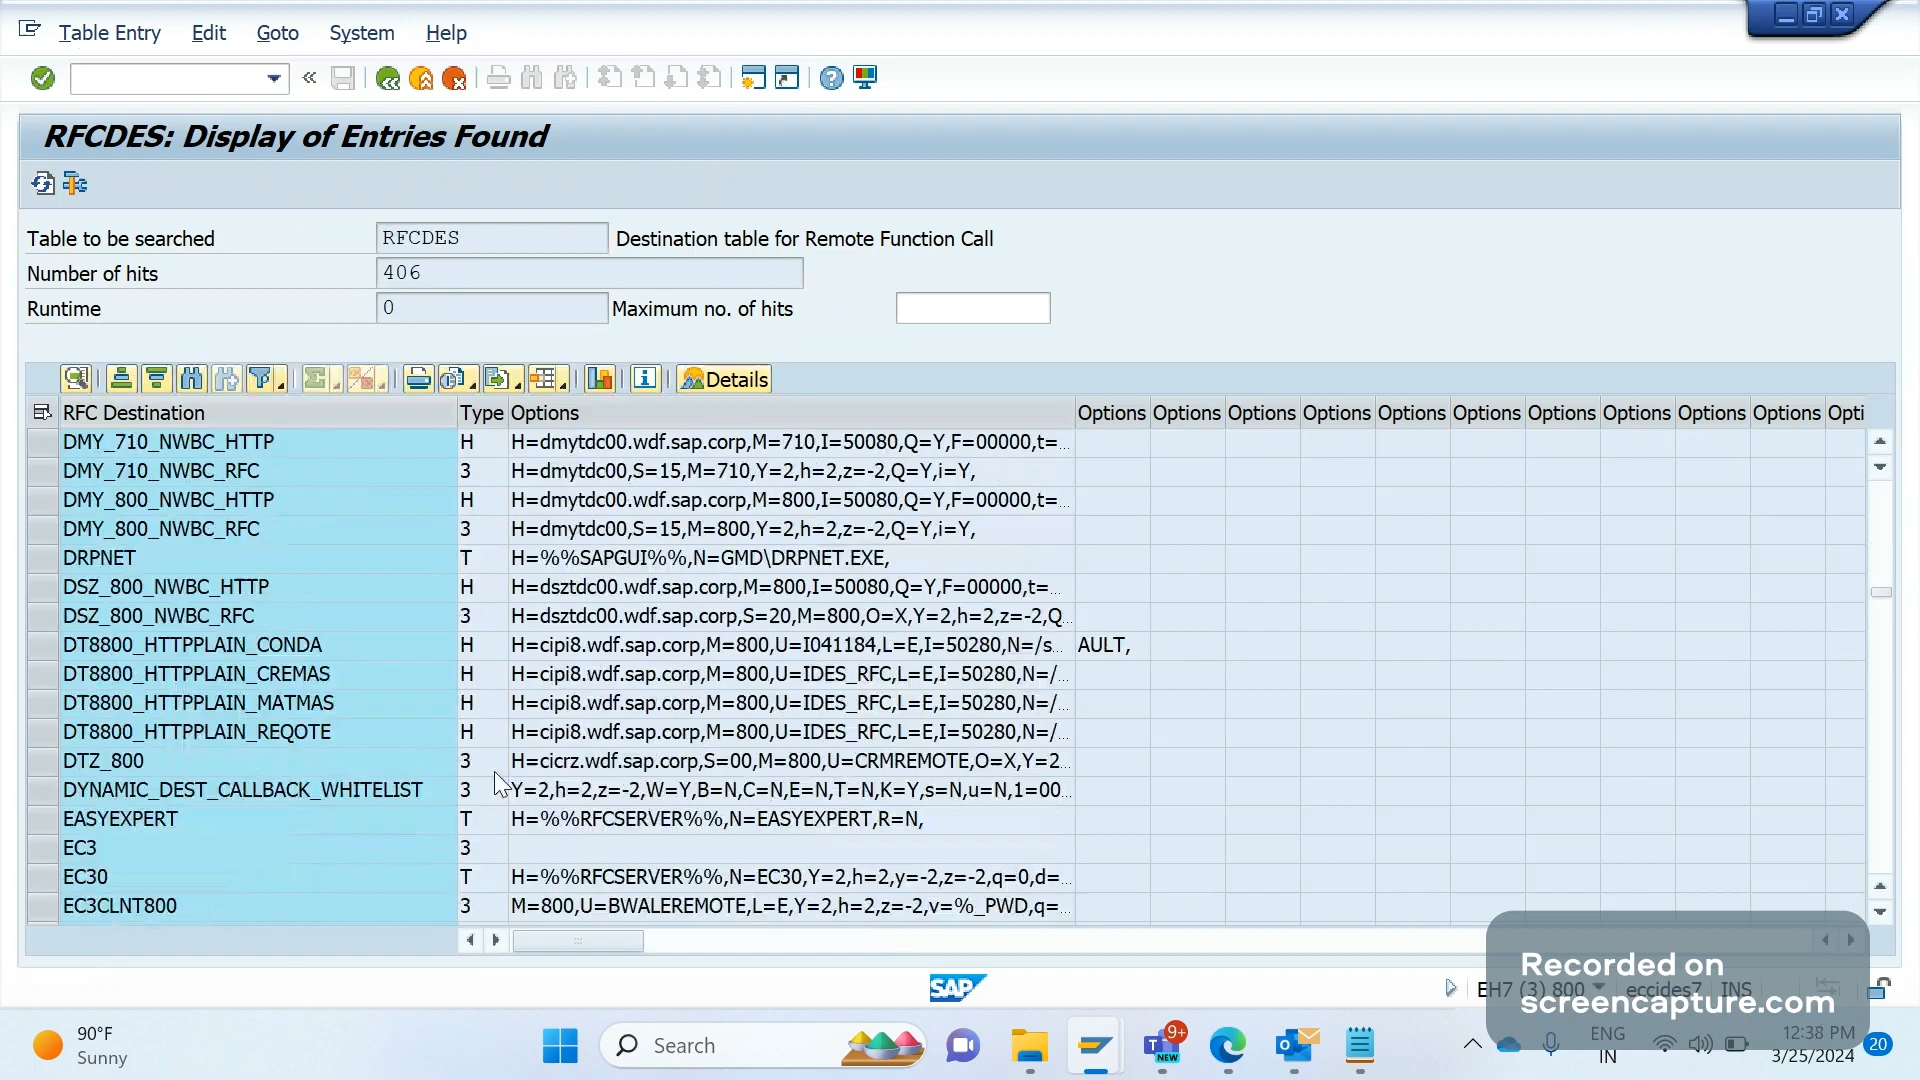 Table Entry Edit Goto System Help
RFCDES: Display of Entries Found
Table to be searched RFCDES Destination table for Remote Function Call
Number of hits 406
Runtime 0 Maximum no. of hits
Details
RFC Destination Type Options Options Options Options Options Options Options Options Options Options Options Opti
DMY_710_NWBC_HTTP H H=dmytdc00.wdf.sap.corp,M=710,I=50080,Q=Y,F=00000,t=...
DMY_710_NWBC_RFC 3 H=dmytdc00,S=15,M=710,Y=2,h=2,z=-2,Q=Y,i=Y,
DMY_800_NWBC_HTTP H H=dmytdc00.wdf.sap.corp,M=800,I=50080,Q=Y,F=00000,t=...
DMY_800_NWBC_RFC 3 H=dmytdc00,S=15,M=800,Y=2,h=2,z=-2,Q=Y,i=Y,
DRPNET T H=%%SAPGUI%%,N=GMD\DRPNET.EXE,
DSZ_800_NWBC_HTTP H H=dsztdc00.wdf.sap.corp,M=800,I=50080,Q=Y,F=00000,t=...
DSZ_800_NWBC_RFC 3 H=dsztdc00.wdf.sap.corp,S=20,M=800,O=X,Y=2,h=2,z=-2,Q...
DT8800_HTTPPLAIN_CONDA H H=cipi8.wdf.sap.corp,M=800,U=I041184,L=E,I=50280,N=/s... AULT,
DT8800_HTTPPLAIN_CREMAS H H=cipi8.wdf.sap.corp,M=800,U=IDES_RFC,L=E,I=50280,N=/...
DT8800_HTTPPLAIN_MATMAS H H=cipi8.wdf.sap.corp,M=800,U=IDES_RFC,L=E,I=50280,N=/...
DT8800_HTTPPLAIN_REQOTE H H=cipi8.wdf.sap.corp,M=800,U=IDES_RFC,L=E,I=50280,N=/...
DTZ_800 3 H=cicrz.wdf.sap.corp,S=00,M=800,U=CRMREMOTE,O=X,Y=2...
DYNAMIC_DEST_CALLBACK_WHITELIST 3 Y=2,h=2,z=-2,W=Y,B=N,C=N,E=N,T=N,K=Y,s=N,u=N,1=00...
EASYEXPERT T H=%%RFCSERVER%%,N=EASYEXPERT,R=N,
EC3 3
EC30 T H=%%RFCSERVER%%,N=EC30,Y=2,h=2,y=-2,z=-2,q=0,d=...
EC3CLNT800 3 M=800,U=BWALEREMOTE,L=E,Y=2,h=2,z=-2,v=%_PWD,q=...
SAP
EH7 (3) 800 eccides7 INS
Recorded on
screencapture.com
90°F
Sunny
Search
9+
NEW
ENG
IN
12:38 PM
3/25/2024
20